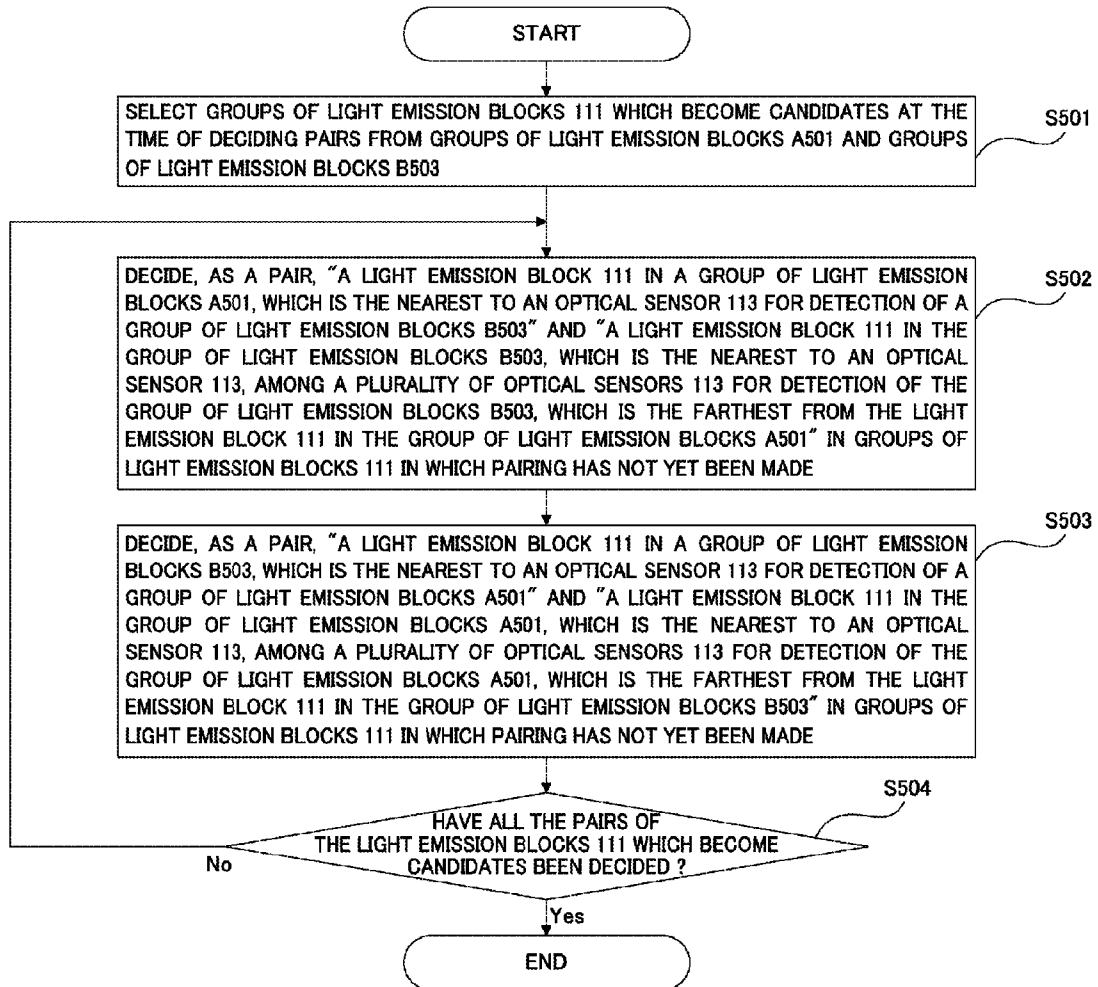 START
SELECT GROUPS OF LIGHT EMISSION BLOCKS 111 WHICH BECOME CANDIDATES AT THE
TIME OF DECIDING PAIRS FROM GROUPS OF LIGHT EMISSION BLOCKS A501 AND GROUPS
OF LIGHT EMISSION BLOCKS B503
S501
DECIDE, AS A PAIR, "A LIGHT EMISSION BLOCK 111 IN A GROUP OF LIGHT EMISSION
BLOCKS A501, WHICH IS THE NEAREST TO AN OPTICAL SENSOR 113 FOR DETECTION OF A
GROUP OF LIGHT EMISSION BLOCKS B503" AND "A LIGHT EMISSION BLOCK 111 IN THE
GROUP OF LIGHT EMISSION BLOCKS B503, WHICH IS THE NEAREST TO AN OPTICAL
SENSOR 113, AMONG A PLURALITY OF OPTICAL SENSORS 113 FOR DETECTION OF THE
GROUP OF LIGHT EMISSION BLOCKS B503, WHICH IS THE FARTHEST FROM THE LIGHT
EMISSION BLOCK 111 IN THE GROUP OF LIGHT EMISSION BLOCKS A501" IN GROUPS OF
LIGHT EMISSION BLOCKS 111 IN WHICH PAIRING HAS NOT YET BEEN MADE
S502
DECIDE, AS A PAIR, "A LIGHT EMISSION BLOCK 111 IN A GROUP OF LIGHT EMISSION
BLOCKS B503, WHICH IS THE NEAREST TO AN OPTICAL SENSOR 113 FOR DETECTION OF A
GROUP OF LIGHT EMISSION BLOCKS A501" AND "A LIGHT EMISSION BLOCK 111 IN THE
GROUP OF LIGHT EMISSION BLOCKS A501, WHICH IS THE NEAREST TO AN OPTICAL
SENSOR 113, AMONG A PLURALITY OF OPTICAL SENSORS 113 FOR DETECTION OF THE
GROUP OF LIGHT EMISSION BLOCKS A501, WHICH IS THE FARTHEST FROM THE LIGHT
EMISSION BLOCK 111 IN THE GROUP OF LIGHT EMISSION BLOCKS B503" IN GROUPS OF
LIGHT EMISSION BLOCKS 111 IN WHICH PAIRING HAS NOT YET BEEN MADE
S503
HAVE ALL THE PAIRS OF
THE LIGHT EMISSION BLOCKS 111 WHICH BECOME
CANDIDATES BEEN DECIDED ?
S504
No
Yes
END